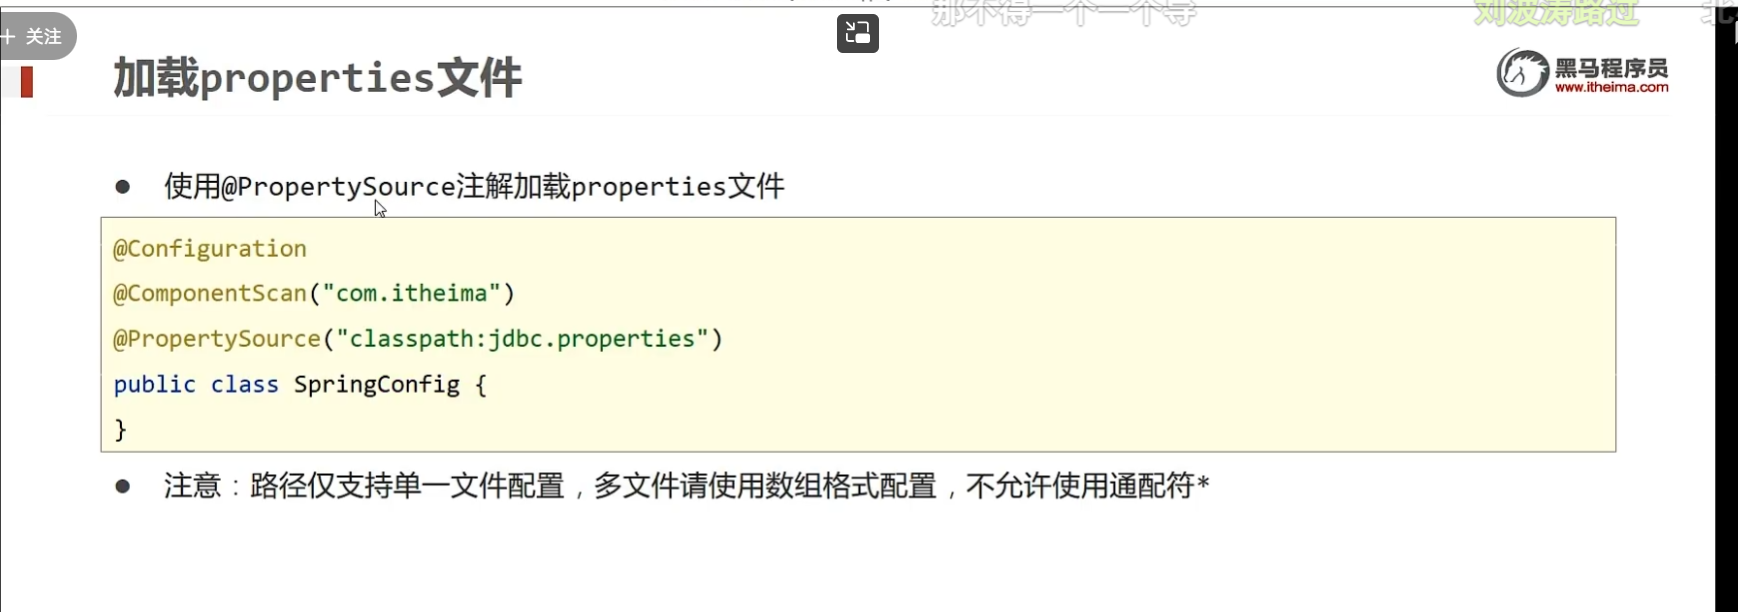 那不得一个一个导
刘波涛路过
北
+ 关注
加载properties文件
黑马程序员
www.itheima.com
● 使用@PropertySource注解加载properties文件
@Configuration
@ComponentScan("com.itheima")
@PropertySource("classpath:jdbc.properties")
public class SpringConfig {
}
● 注意：路径仅支持单一文件配置，多文件请使用数组格式配置，不允许使用通配符*